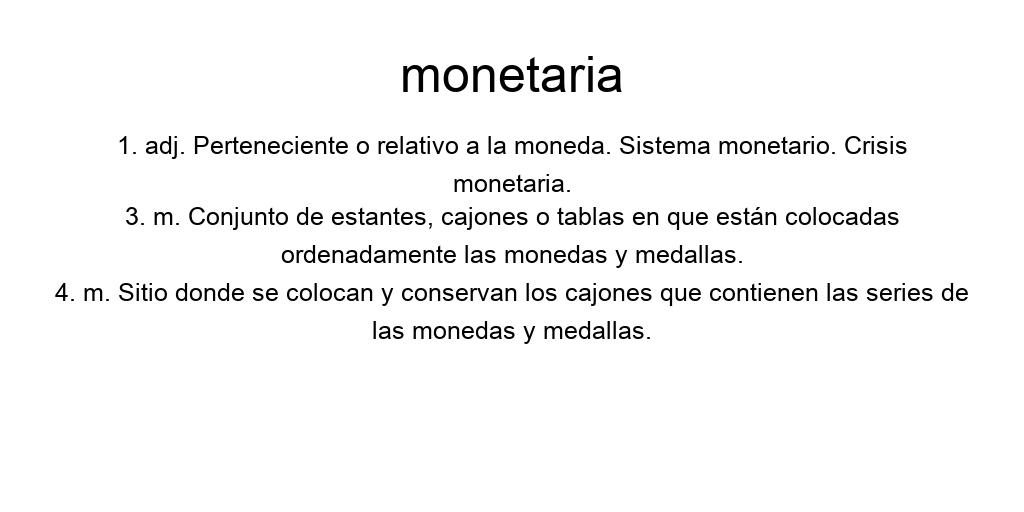 monetaria
1. adj. Perteneciente o relativo a la moneda. Sistema monetario. Crisis
monetaria.
3. m. Conjunto de estantes, cajones o tablas en que están colocadas
ordenadamente las monedas y medallas.
4. m. Sitio donde se colocan y conservan los cajones que contienen las series de
las monedas y medallas.